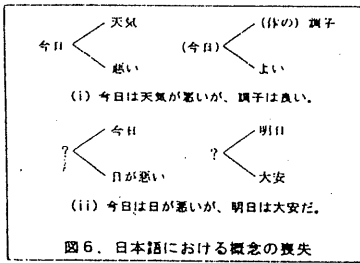 天気 (体の) 調子
今日 (今日)
悪い よい
(i) 今日は天気が悪いが、調子は良い。
今日 明日
? ?
日が悪い 大安
(ii) 今日は日が悪いが、明日は大安だ。
図6、日本語における概念の喪失